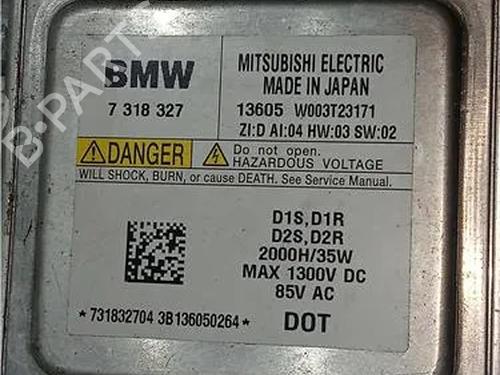 BMW
7 318 327
MITSUBISHI ELECTRIC
MADE IN JAPAN
13605 W003T23171
ZI:D AI:04 HW:03 SW:02
DANGER
Do not open.
HAZARDOUS VOLTAGE
WILL SHOCK, BURN, or cause DEATH. See Service Manual.
D1S,D1R
D2S,D2R
2000H/35W
MAX 1300V DC
85V AC
*731832704 3B136050264*
DOT
B-PARTS